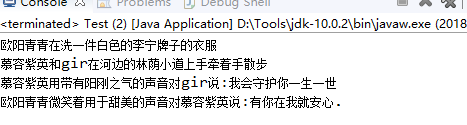 Console Problems Debug Shell
<terminated> Test (2) [Java Application] D:\Tools\jdk-10.0.2\bin\javaw.exe (2018
欧阳青青在洗一件白色的李宁牌子的衣服
慕容紫英和gir在河边的林荫小道上手牵着手散步
慕容紫英用带有阳刚之气的声音对gir说:我会守护你一生一世
欧阳青青微笑着用于甜美的声音对慕容紫英说:有你在我就安心.